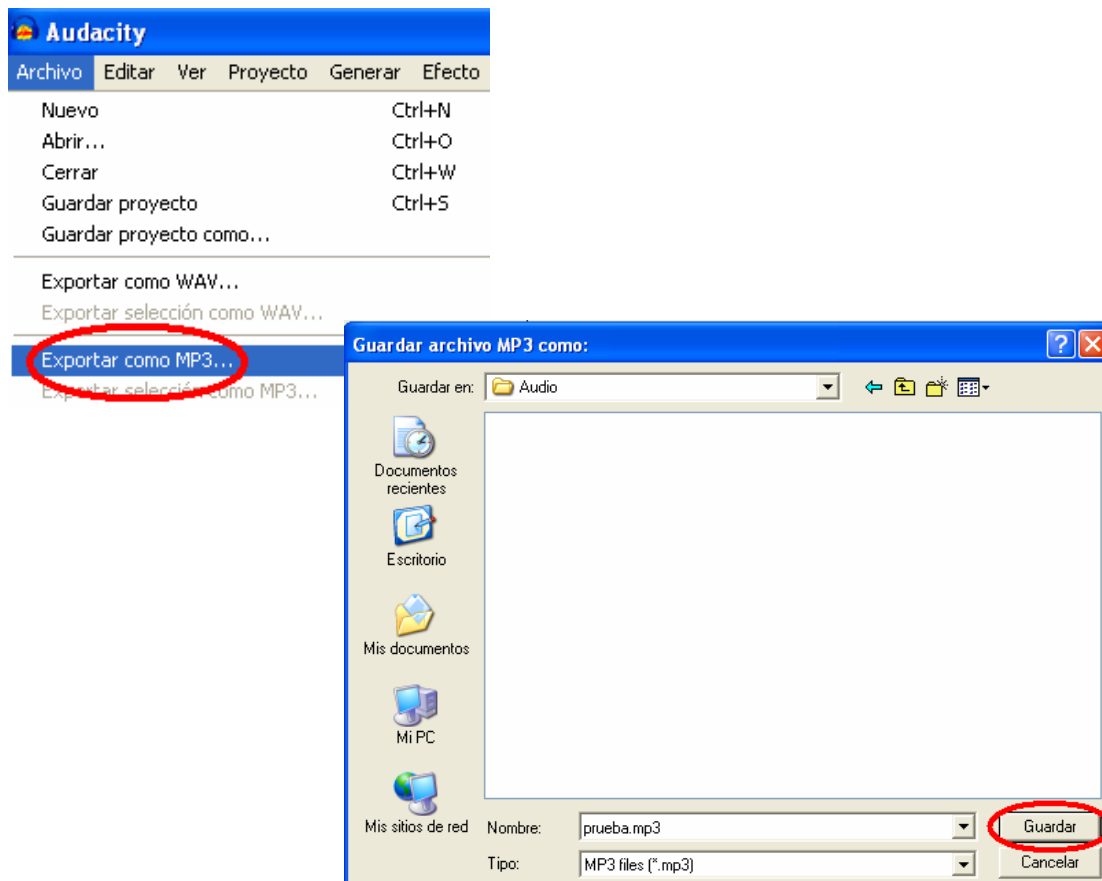 Audacity
Archivo Editar Ver Proyecto Generar Efecto
Nuevo Ctrl+N
Abrir... Ctrl+O
Cerrar Ctrl+W
Guardar proyecto Ctrl+S
Guardar proyecto como...
Exportar como WAV...
Exportar selección como WAV...
Exportar como MP3...
Exportar selección como MP3...
Guardar archivo MP3 como:
Guardar en: Audio
Documentos
recientes
Escritorio
Mis documentos
Mi PC
Mis sitios de red
Nombre: prueba.mp3 Guardar
Tipo: MP3 files (*.mp3) Cancelar